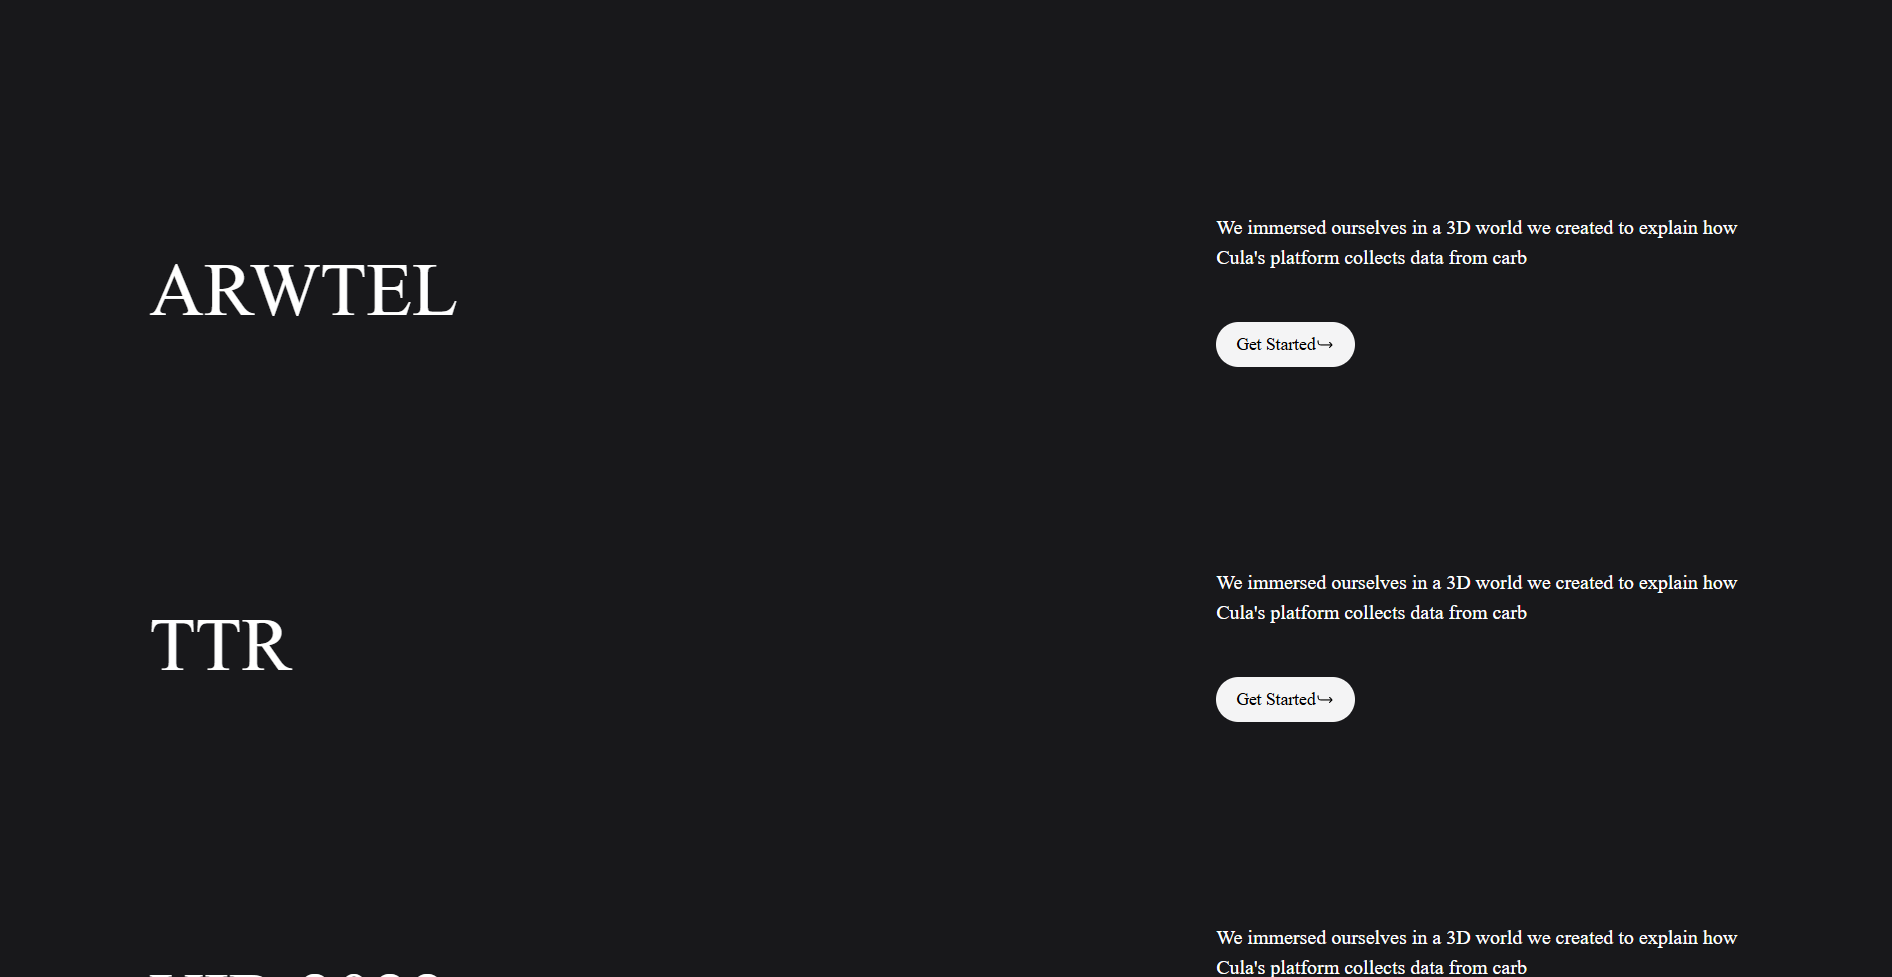 We immersed ourselves in a 3D world we created to explain how
Cula's platform collects data from carb
ARWTEL
Get Started↪
We immersed ourselves in a 3D world we created to explain how
Cula's platform collects data from carb
TTR
Get Started↪
We immersed ourselves in a 3D world we created to explain how
Cula's platform collects data from carb